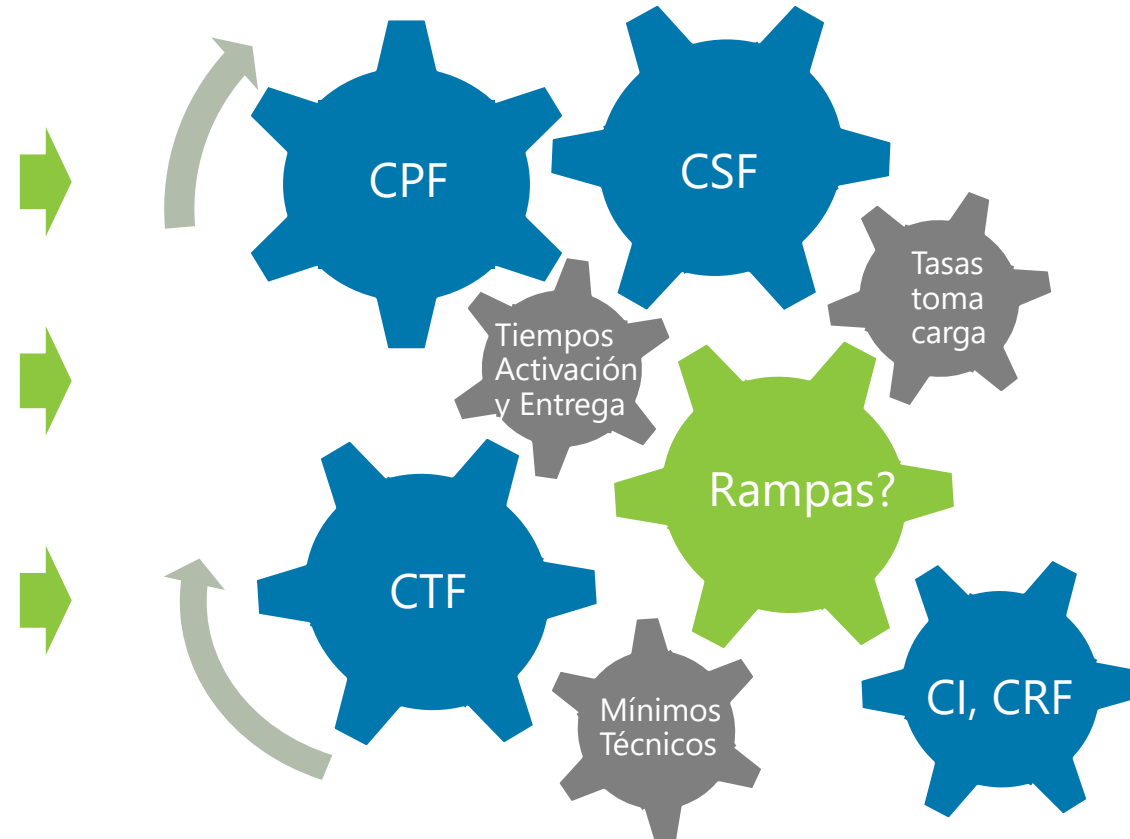 CPF
CSF
Tasas
toma
carga
Tiempos
Activación
y Entrega
Rampas?
CTF
Mínimos
Técnicos
CI, CRF